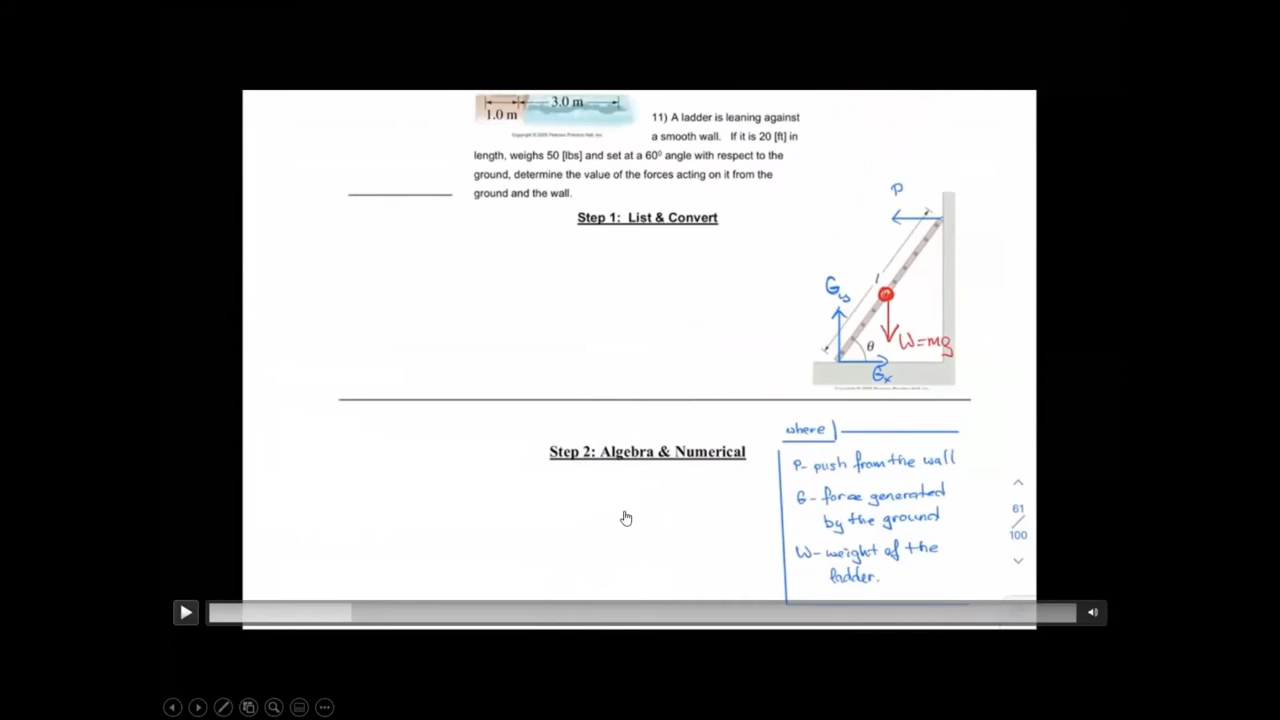 3.0 m
1.0 m
11) A ladder is leaning against
a smooth wall. If it is 20 [ft] in
length, weighs 50 [lbs] and set at a 60⁰ angle with respect to the
ground, determine the value of the forces acting on it from the
ground and the wall.
Step 1: List & Convert
P
l
Gy
θ
W=mg
Gx
where
Step 2: Algebra & Numerical
P- push from the wall
G- force generated
by the ground
W- weight of the
ladder.
61
100